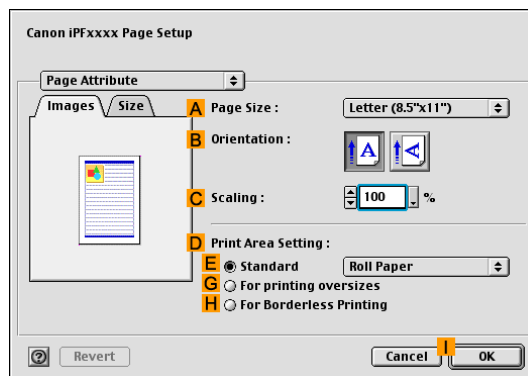 Canon iPFxxxx Page Setup
Page Attribute
Images Size
A Page Size : Letter (8.5"x11")
B Orientation :
A A
C Scaling : 100 %
D Print Area Setting :
E Standard Roll Paper
G For printing oversizes
H For Borderless Printing
? Revert Cancel I OK